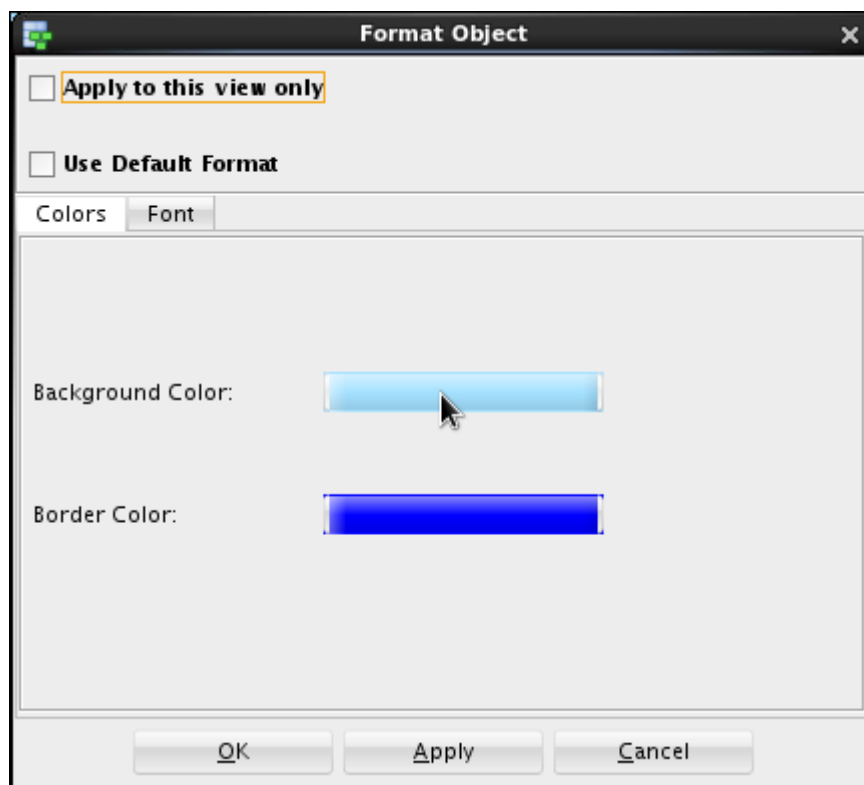 Format Object
Apply to this view only
Use Default Format
Colors Font
Background Color:
Border Color:
OK Apply Cancel